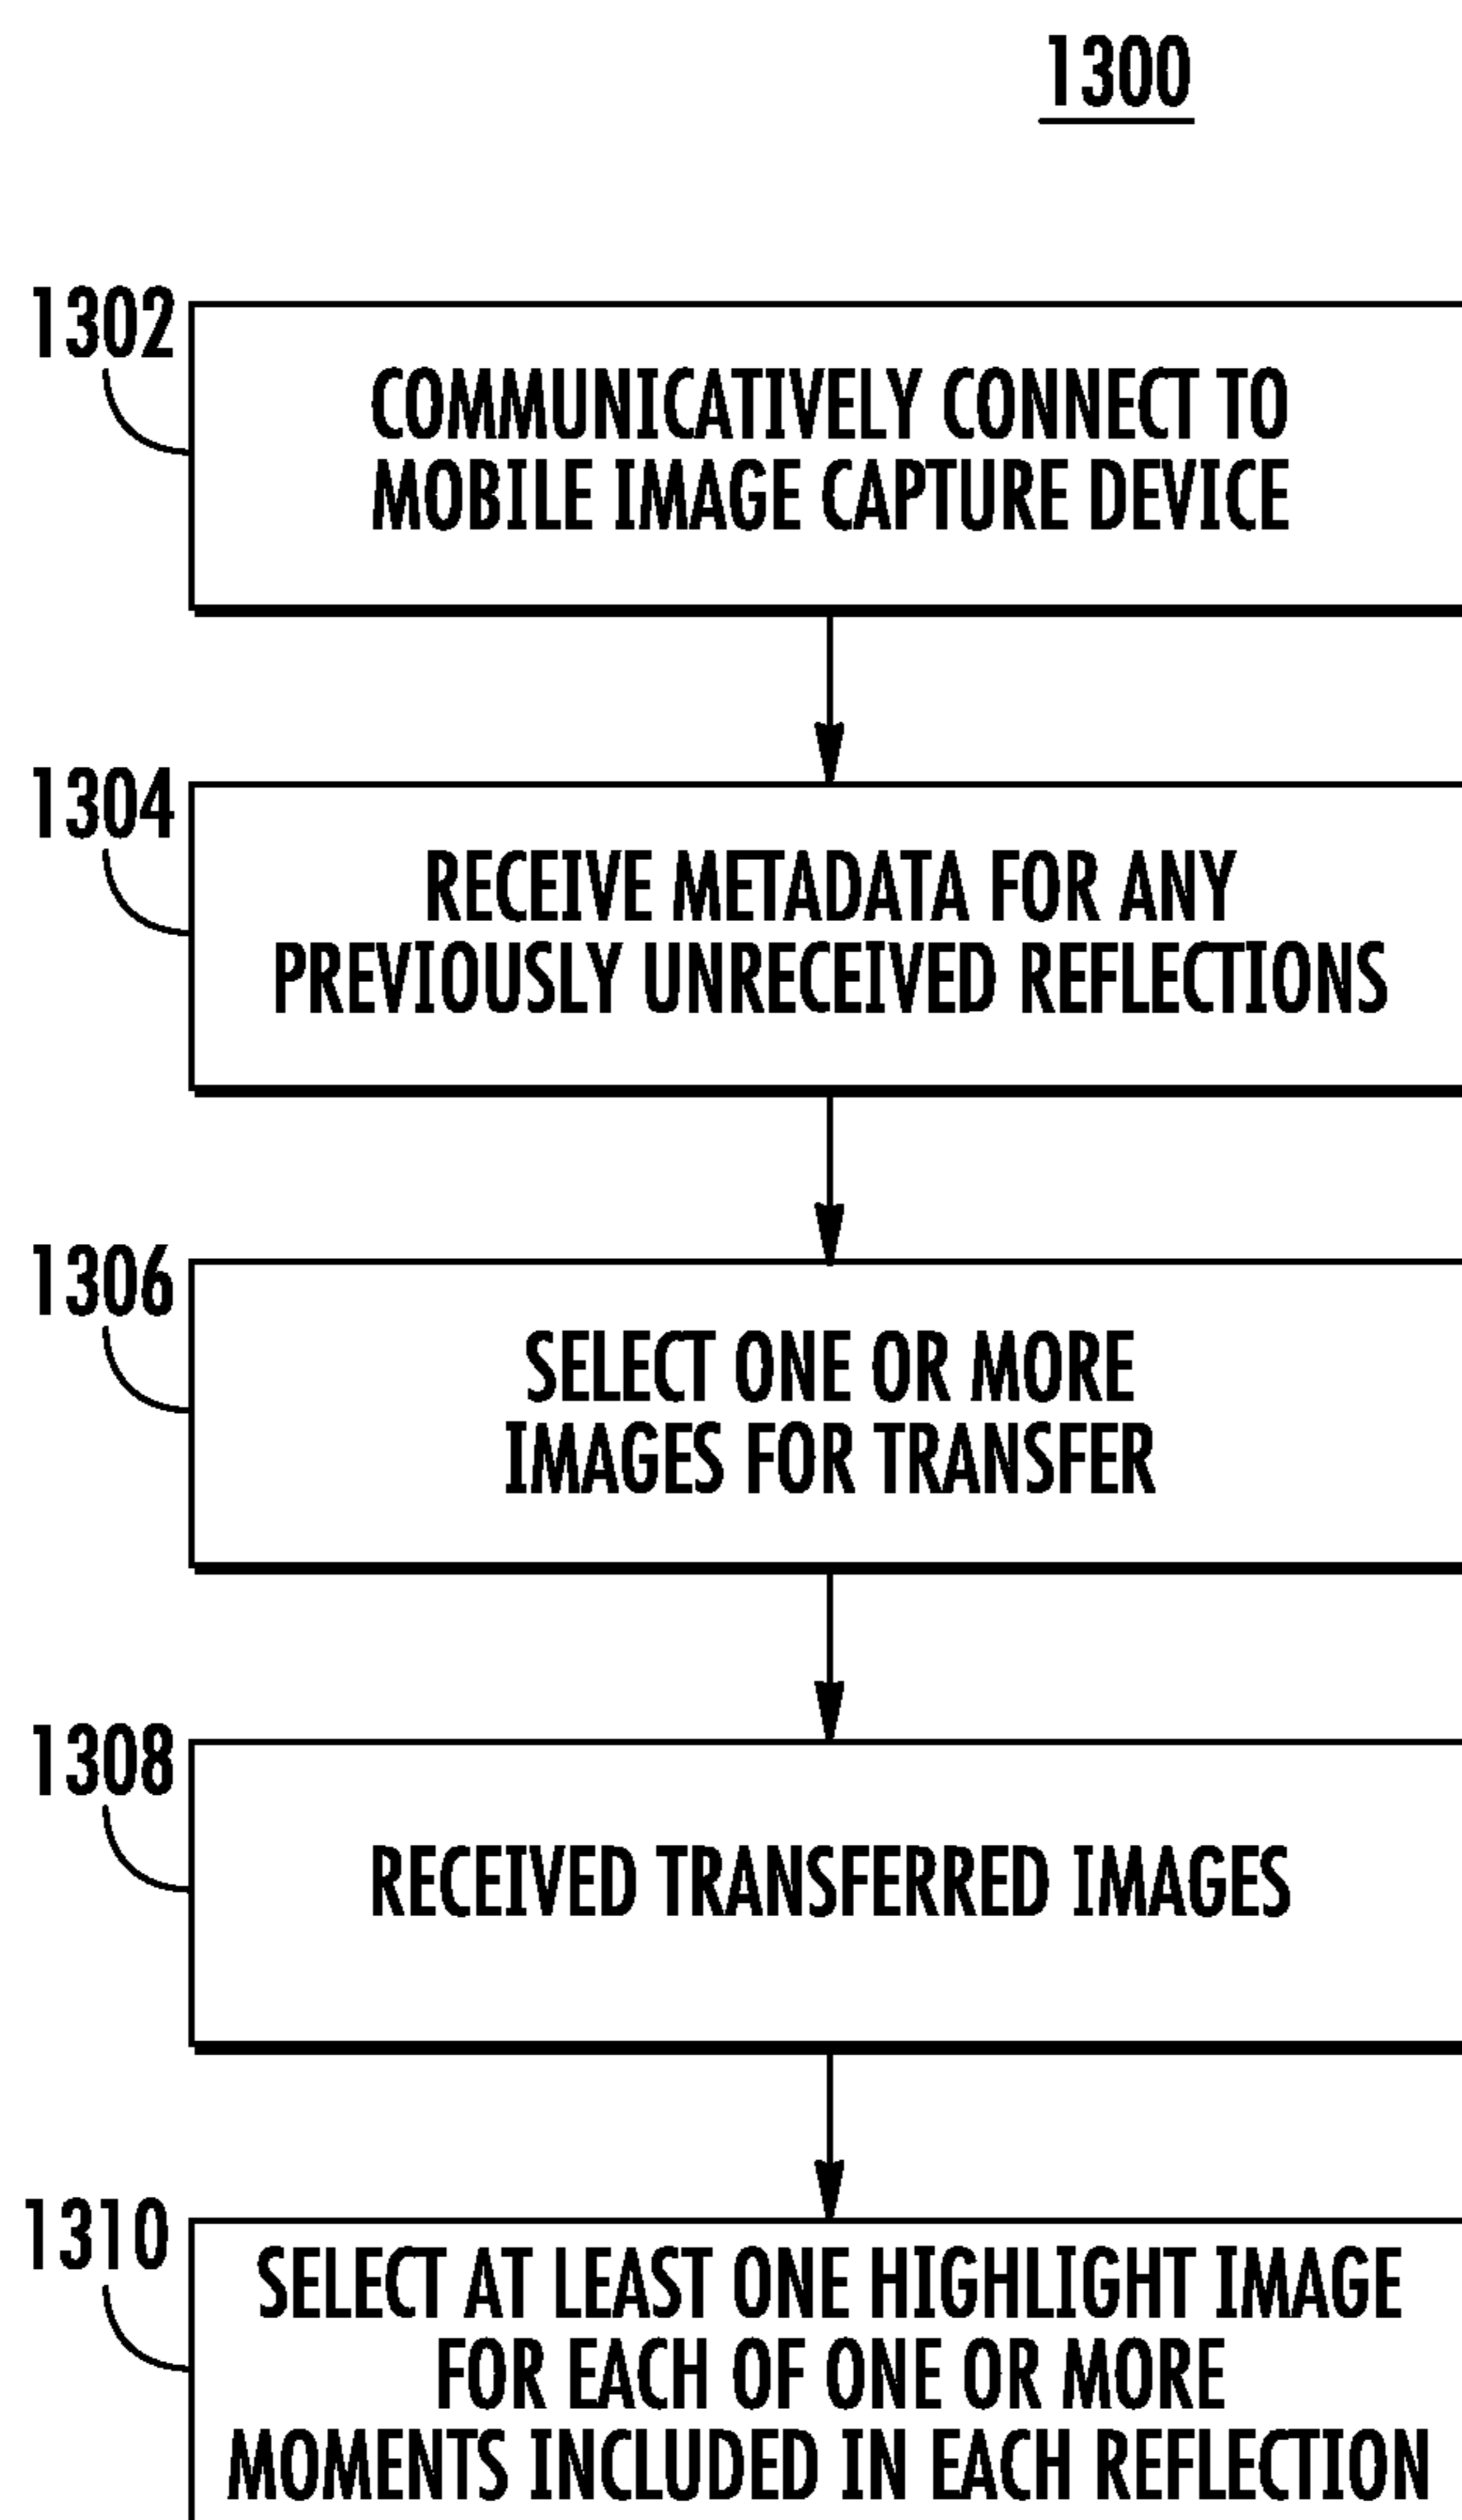 1300
1302
COMMUNICATIVELY CONNECT TO
MOBILE IMAGE CAPTURE DEVICE
1304
RECEIVE METADATA FOR ANY
PREVIOUSLY UNRECEIVED REFLECTIONS
1306
SELECT ONE OR MORE
IMAGES FOR TRANSFER
1308
RECEIVED TRANSFERRED IMAGES
1310
SELECT AT LEAST ONE HIGHLIGHT IMAGE
FOR EACH OF ONE OR MORE
MOMENTS INCLUDED IN EACH REFLECTION